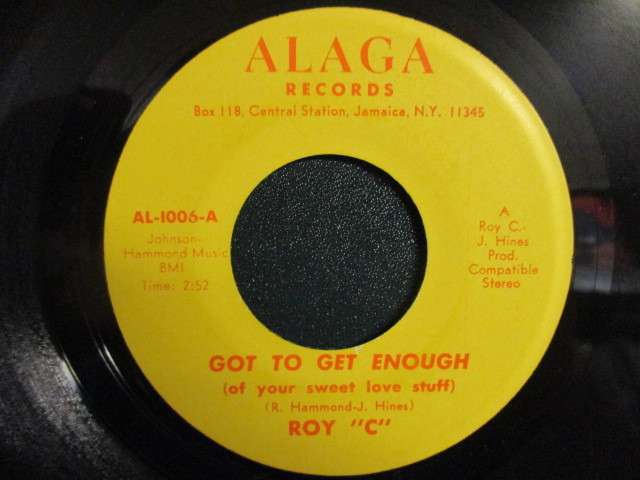 ALAGA
RECORDS
Box 118, Central Station, Jamaica, N.Y. 11345
AL-1006-A
Johnson-
Hammond Music
BMI
Time: 2:52
A
Roy C.-
J. Hines
Prod.
Compatible
Stereo
GOT TO GET ENOUGH
(of your sweet love stuff)
(R. Hammond-J. Hines)
ROY "C"